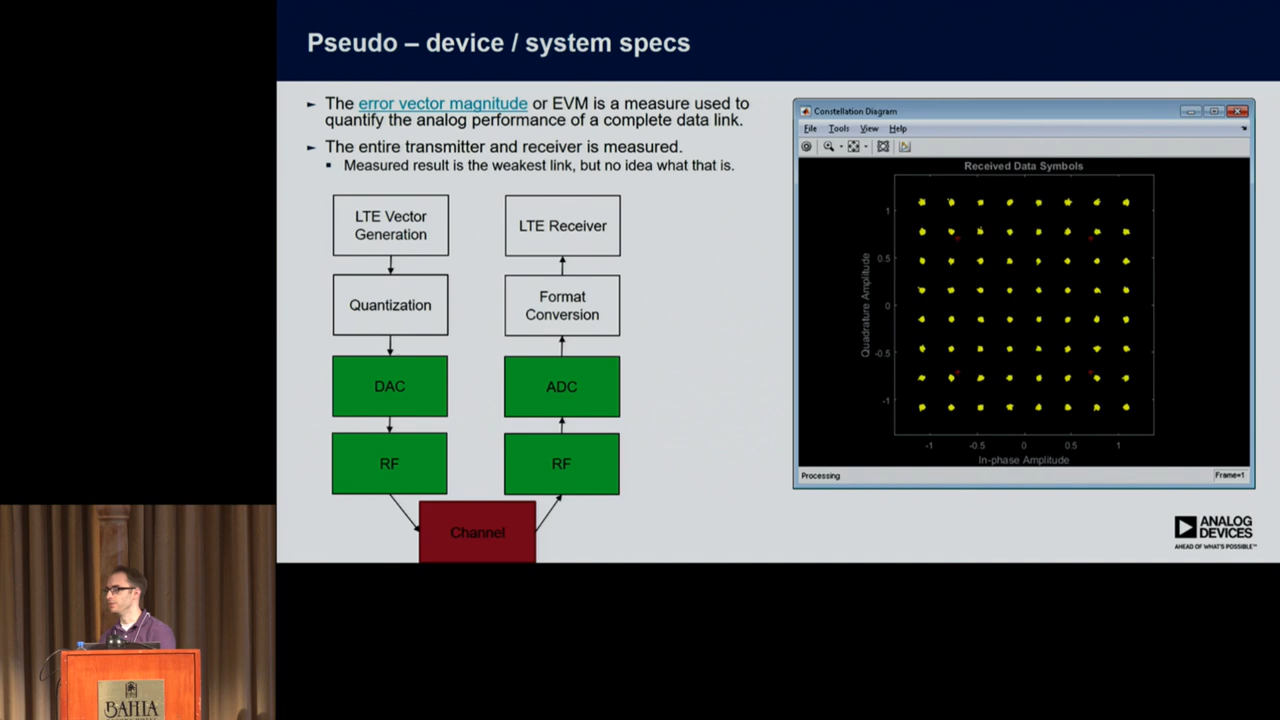 Pseudo – device / system specs
► The error vector magnitude or EVM is a measure used to
quantify the analog performance of a complete data link.
► The entire transmitter and receiver is measured.
▪ Measured result is the weakest link, but no idea what that is.
LTE Vector
Generation
Quantization
DAC
RF
Channel
LTE Receiver
Format
Conversion
ADC
RF
Constellation Diagram
File Tools View Help
Received Data Symbols
Quadrature Amplitude
1
0.5
0
-0.5
-1
-1 -0.5 0 0.5 1
In-phase Amplitude
Processing
Frame=1
ANALOG
DEVICES
AHEAD OF WHAT'S POSSIBLE™
BAHIA